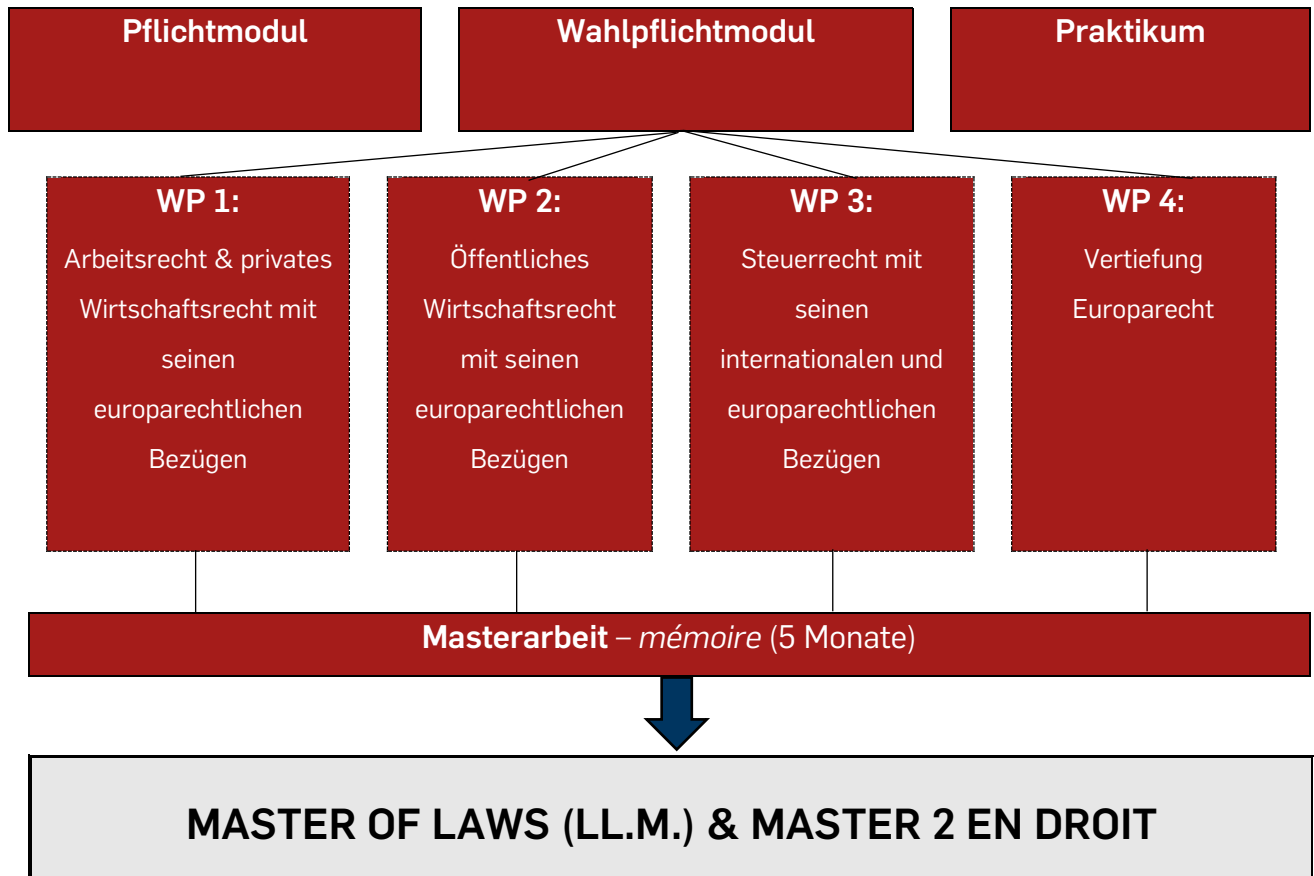 Pflichtmodul
Wahlpflichtmodul
Praktikum
WP 1:
Arbeitsrecht & privates
Wirtschaftsrecht mit
seinen
europarechtlichen
Bezügen
WP 2:
Öffentliches
Wirtschaftsrecht
mit seinen
europarechtlichen
Bezügen
WP 3:
Steuerrecht mit
seinen
internationalen und
europarechtlichen
Bezügen
WP 4:
Vertiefung
Europarecht
Masterarbeit – mémoire (5 Monate)
MASTER OF LAWS (LL.M.) & MASTER 2 EN DROIT